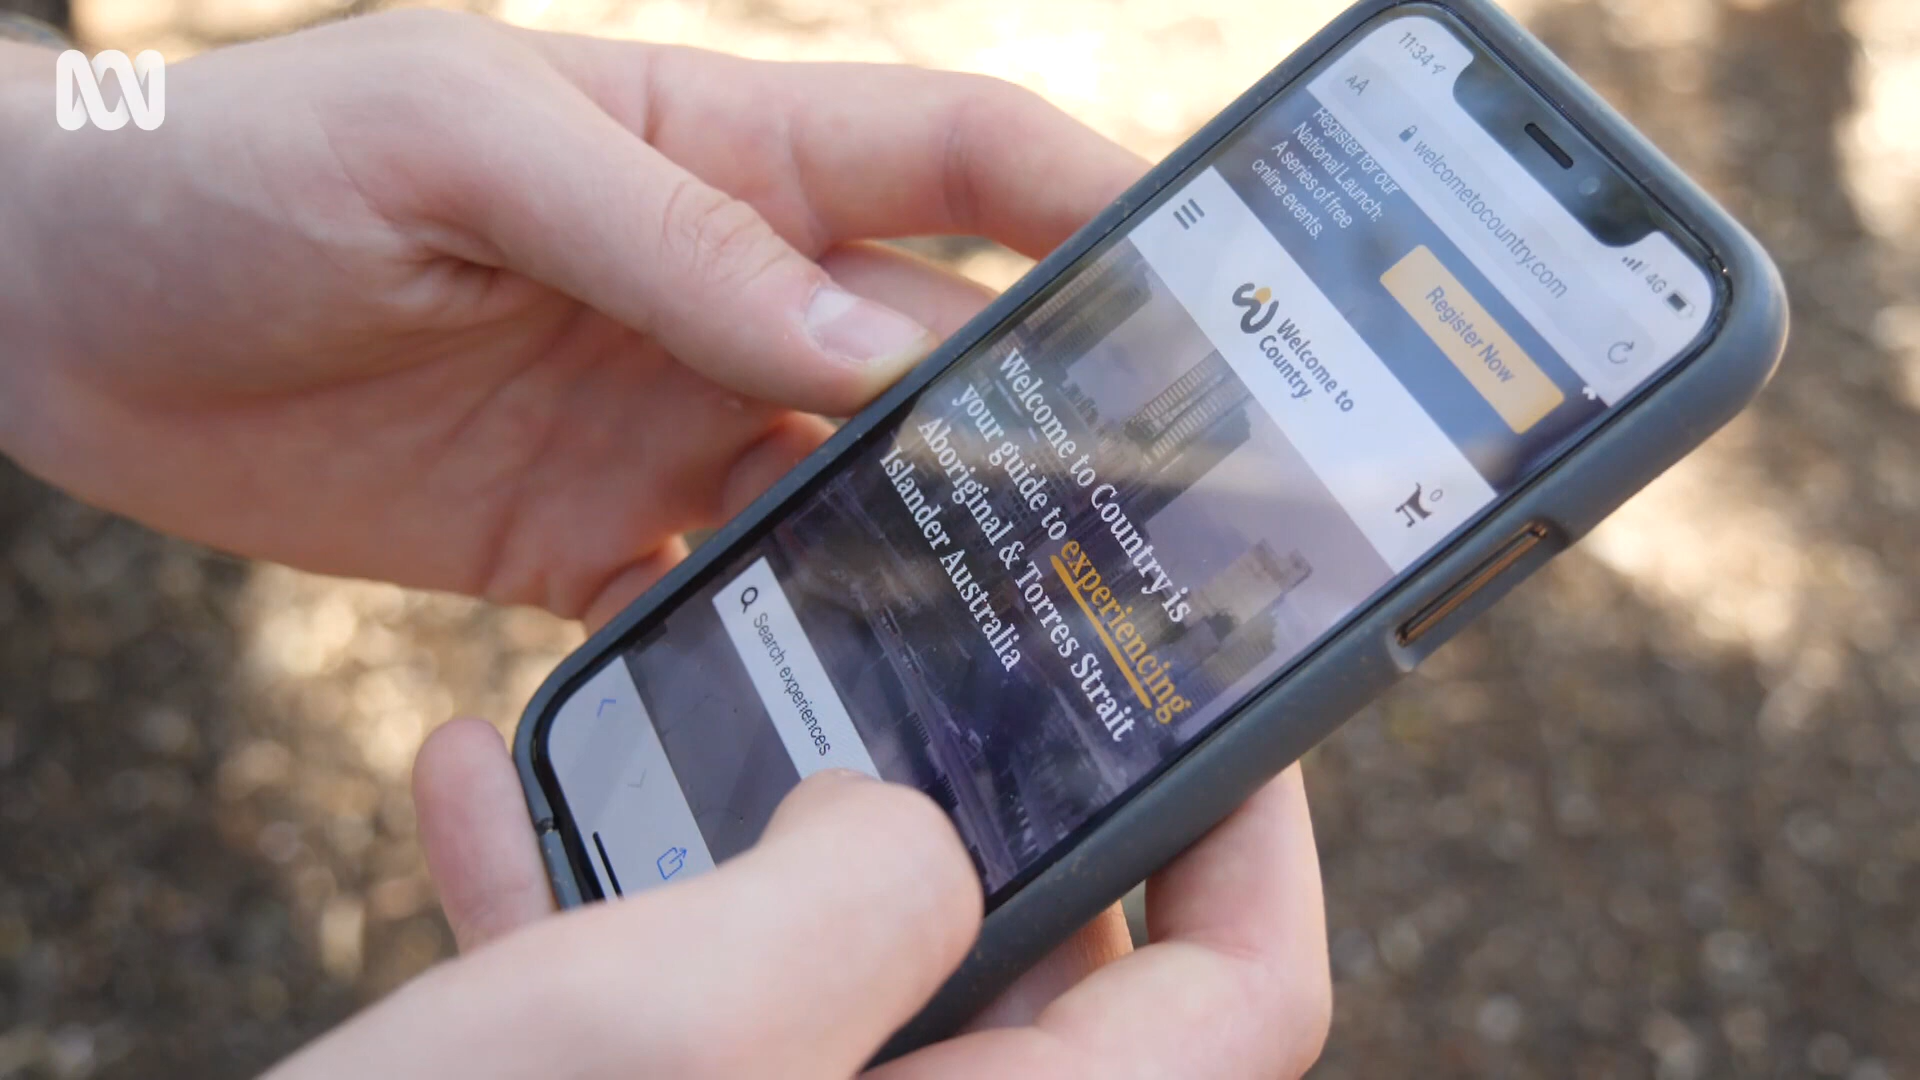 11:34
4G
AA
welcometocountry.com
Register for our
National Launch:
A series of free
online events.
Register Now
Welcome to
Country
0
Welcome to Country is
your guide to experiencing
Aboriginal & Torres Strait
Islander Australia
Search experiences